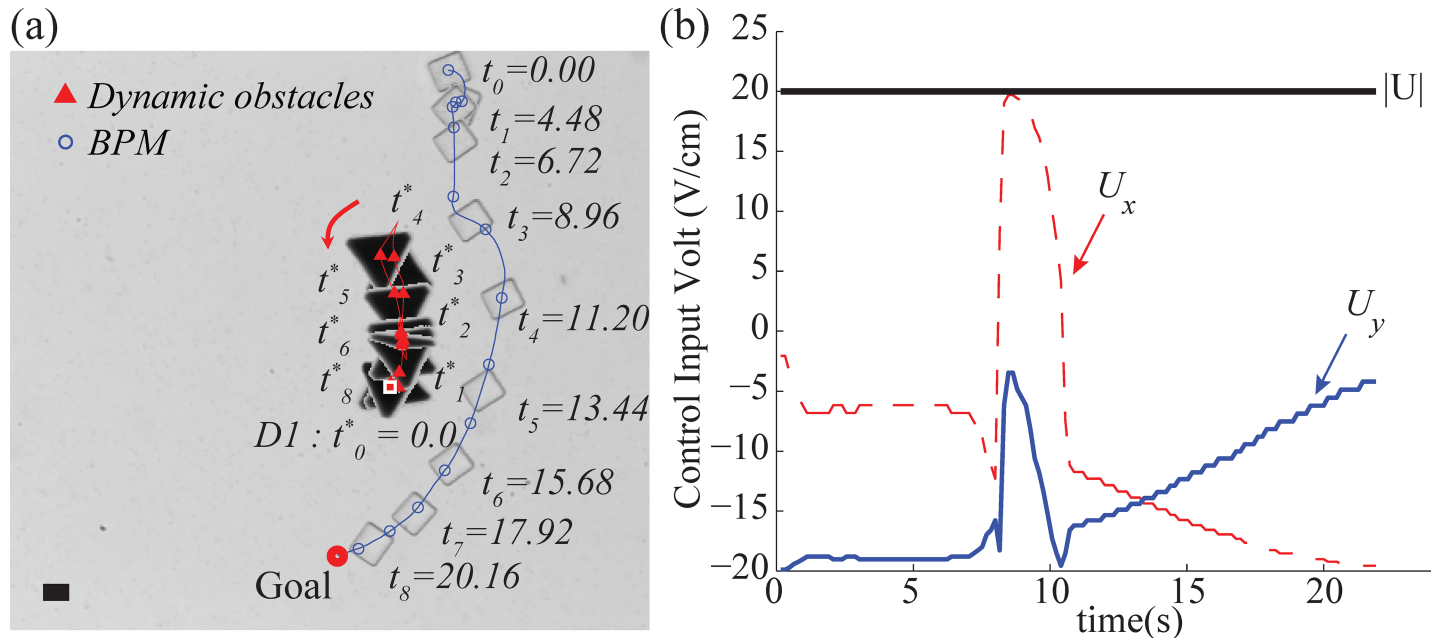 (a)
Dynamic obstacles
BPM
t0=0.00
t1=4.48
t2=6.72
t3=8.96
t4=11.20
t5=13.44
t6=15.68
t7=17.92
t8=20.16
t*4
t*3
t*5
t*2
t*6
t*1
t*8
D1 : t*0 = 0.0
Goal
(b)
Control Input Volt (V/cm)
25
20
15
10
5
0
−5
−10
−15
−20
|U|
Ux
Uy
0 5 10 15 20
time(s)